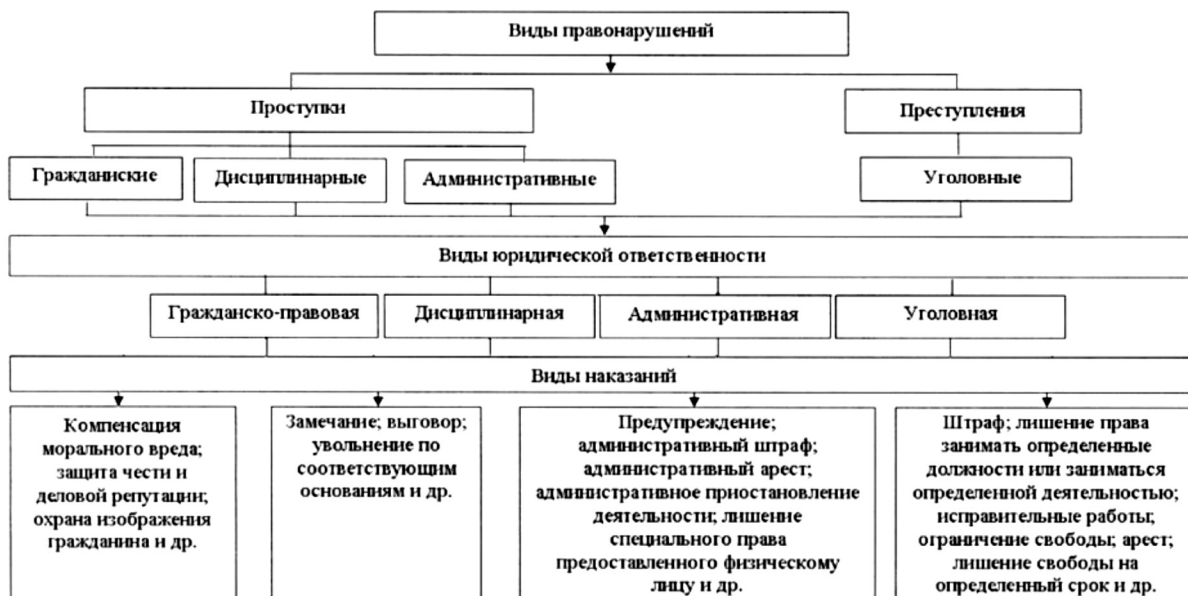 Виды правонарушений
Проступки
Преступления
Гражданиские
Дисциплинарные
Административные
Уголовные
Виды юридической ответственности
Гражданско-правовая
Дисциплинарная
Административная
Уголовная
Виды наказаний
Компенсация
морального вреда;
защита чести и
деловой репутации;
охрана изображения
гражданина и др.
Замечание; выговор;
увольнение по
соответствующим
основаниям и др.
Предупреждение;
административный штраф;
административный арест;
административное приостановление
деятельности; лишение
специального права
предоставленного физическому
лицу и др.
Штраф; лишение права
занимать определенные
должности или заниматься
определенной деятельностью;
исправительные работы;
ограничение свободы; арест;
лишение свободы на
определенный срок и др.